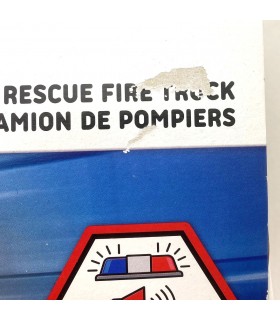 RESCUE FIRE TRUCK
AMION DE POMPIERS